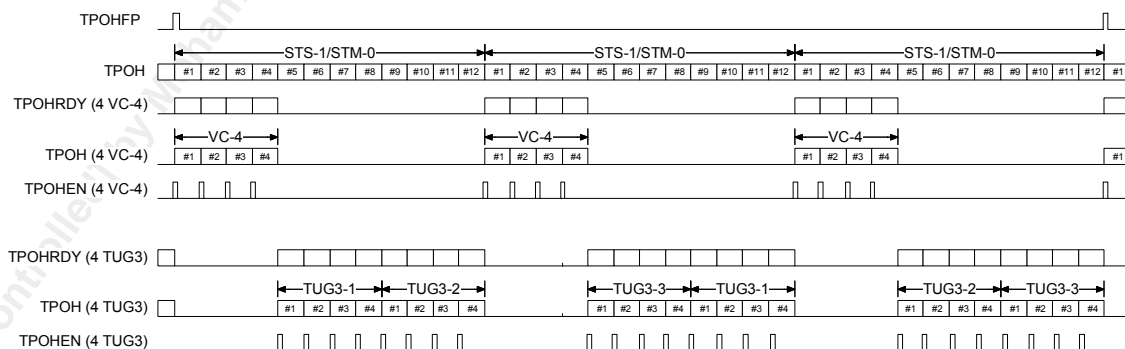 TPOHFP
STS-1/STM-0 STS-1/STM-0 STS-1/STM-0
TPOH #1 #2 #3 #4 #5 #6 #7 #8 #9 #10 #11 #12 #1 #2 #3 #4 #5 #6 #7 #8 #9 #10 #11 #12 #1 #2 #3 #4 #5 #6 #7 #8 #9 #10 #11 #12 #1
TPOHRDY (4 VC-4)
VC-4 VC-4 VC-4
TPOH (4 VC-4) #1 #2 #3 #4 #1 #2 #3 #4 #1 #2 #3 #4 #1
TPOHEN (4 VC-4)
TPOHRDY (4 TUG3)
TUG3-1 TUG3-2 TUG3-3 TUG3-1 TUG3-2 TUG3-3
TPOH (4 TUG3) #1 #2 #3 #4 #1 #2 #3 #4 #1 #2 #3 #4 #1 #2 #3 #4 #1 #2 #3 #4 #1 #2 #3 #4
TPOHEN (4 TUG3)